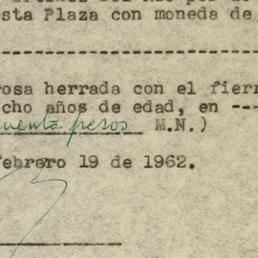 sta Plaza con moneda de
rosa herrada con el fierr
cho años de edad, en ---
cuenta pesos M.N.)
febrero 19 de 1962.